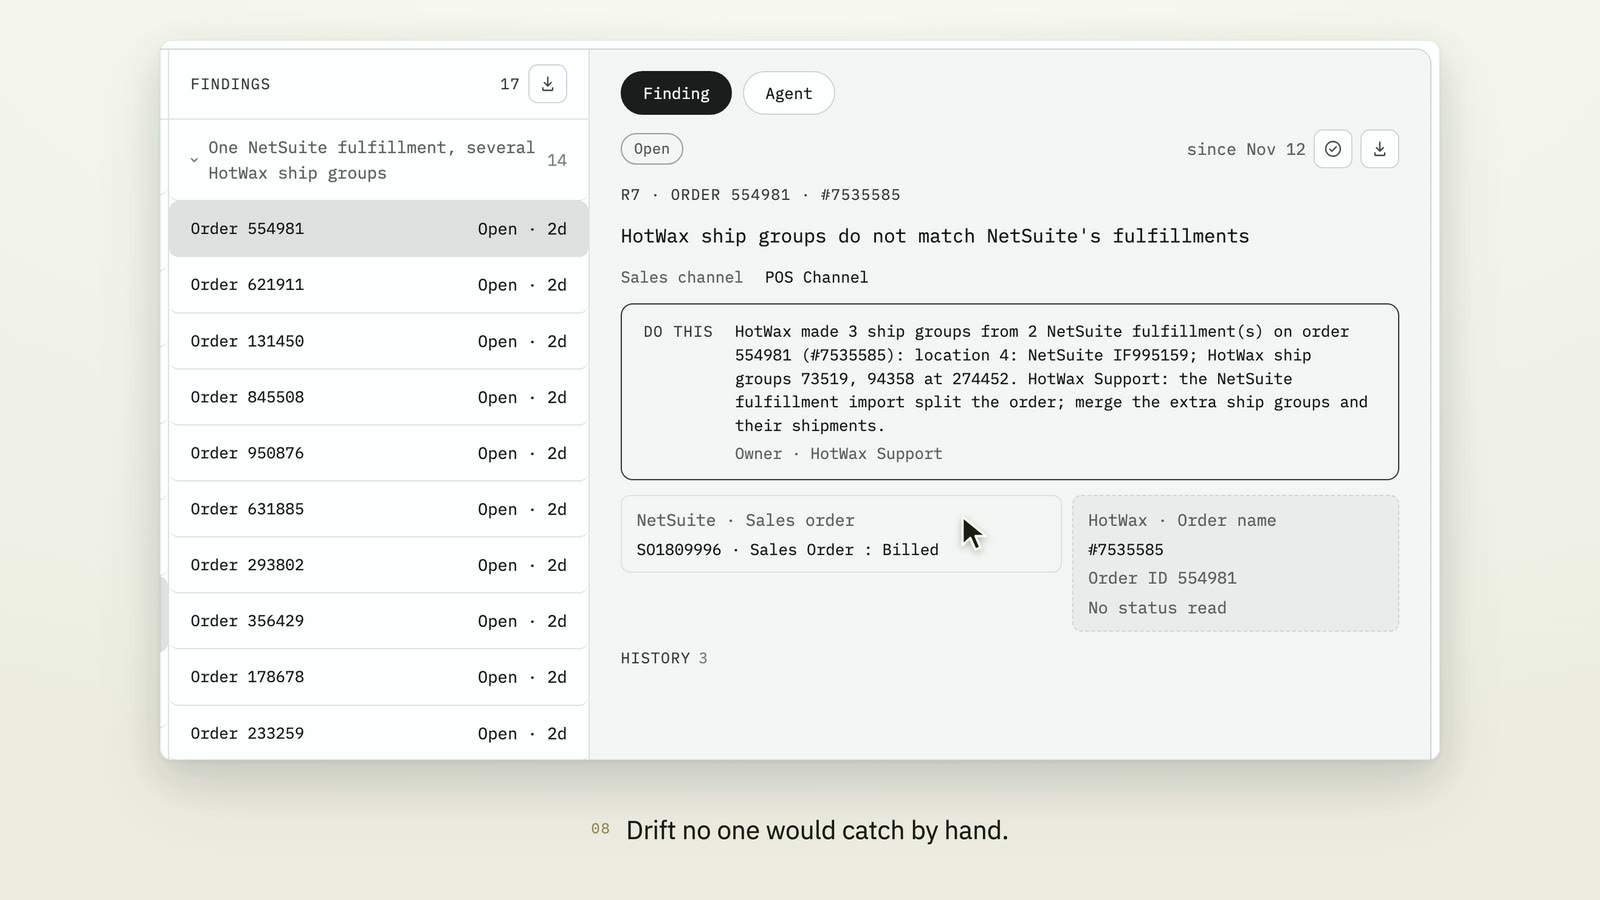 FINDINGS 17
One NetSuite fulfillment, several
HotWax ship groups
14
Order 554981 Open · 2d
Order 621911 Open · 2d
Order 131450 Open · 2d
Order 845508 Open · 2d
Order 950876 Open · 2d
Order 631885 Open · 2d
Order 293802 Open · 2d
Order 356429 Open · 2d
Order 178678 Open · 2d
Order 233259 Open · 2d
Finding Agent
Open since Nov 12
R7 · ORDER 554981 · #7535585
HotWax ship groups do not match NetSuite's fulfillments
Sales channel POS Channel
DO THIS HotWax made 3 ship groups from 2 NetSuite fulfillment(s) on order
554981 (#7535585): location 4: NetSuite IF995159; HotWax ship
groups 73519, 94358 at 274452. HotWax Support: the NetSuite
fulfillment import split the order; merge the extra ship groups and
their shipments.
Owner · HotWax Support
NetSuite · Sales order
SO1809996 · Sales Order : Billed
HotWax · Order name
#7535585
Order ID 554981
No status read
HISTORY 3
08 Drift no one would catch by hand.